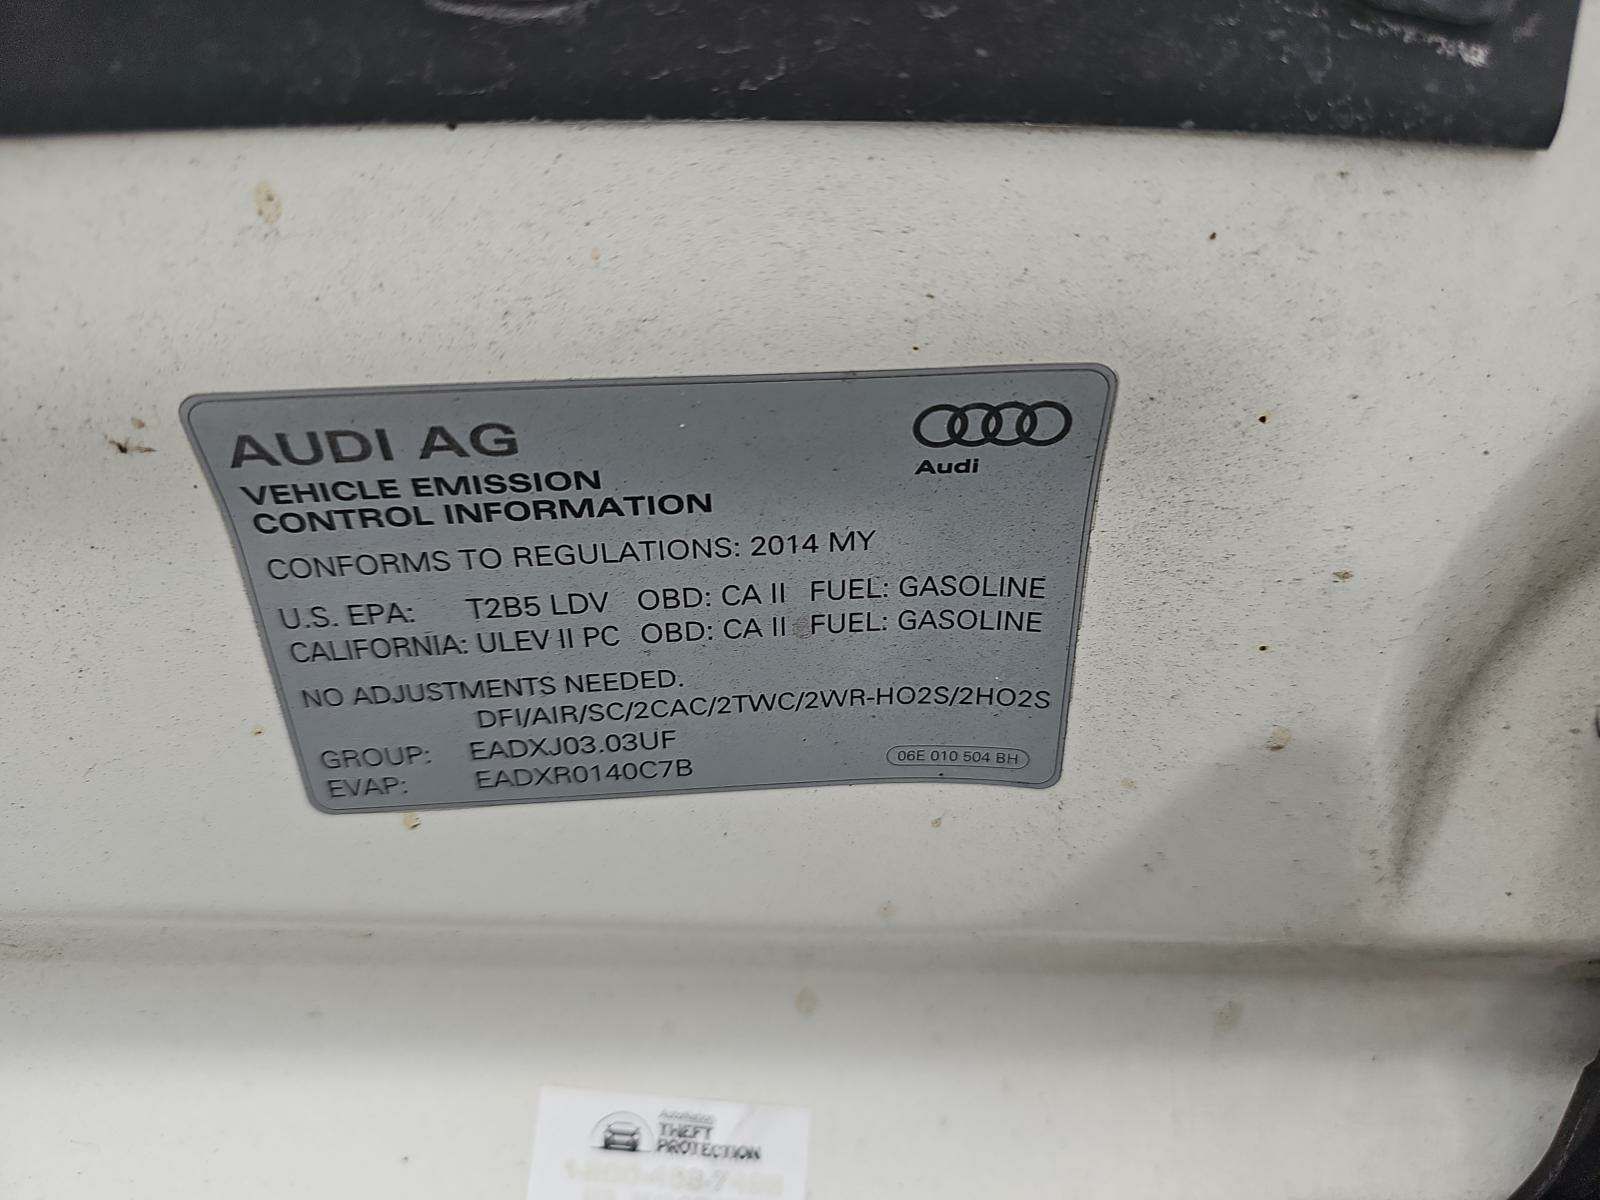 AUDI AG
Audi
VEHICLE EMISSION
CONTROL INFORMATION
CONFORMS TO REGULATIONS: 2014 MY
U.S. EPA: T2B5 LDV OBD: CA II FUEL: GASOLINE
CALIFORNIA: ULEV II PC OBD: CA II FUEL: GASOLINE
NO ADJUSTMENTS NEEDED.
DFI/AIR/SC/2CAC/2TWC/2WR-HO2S/2HO2S
GROUP: EADXJ03.03UF
EVAP: EADXR0140C7B
06E 010 504 BH
THEFT
PROTECTION